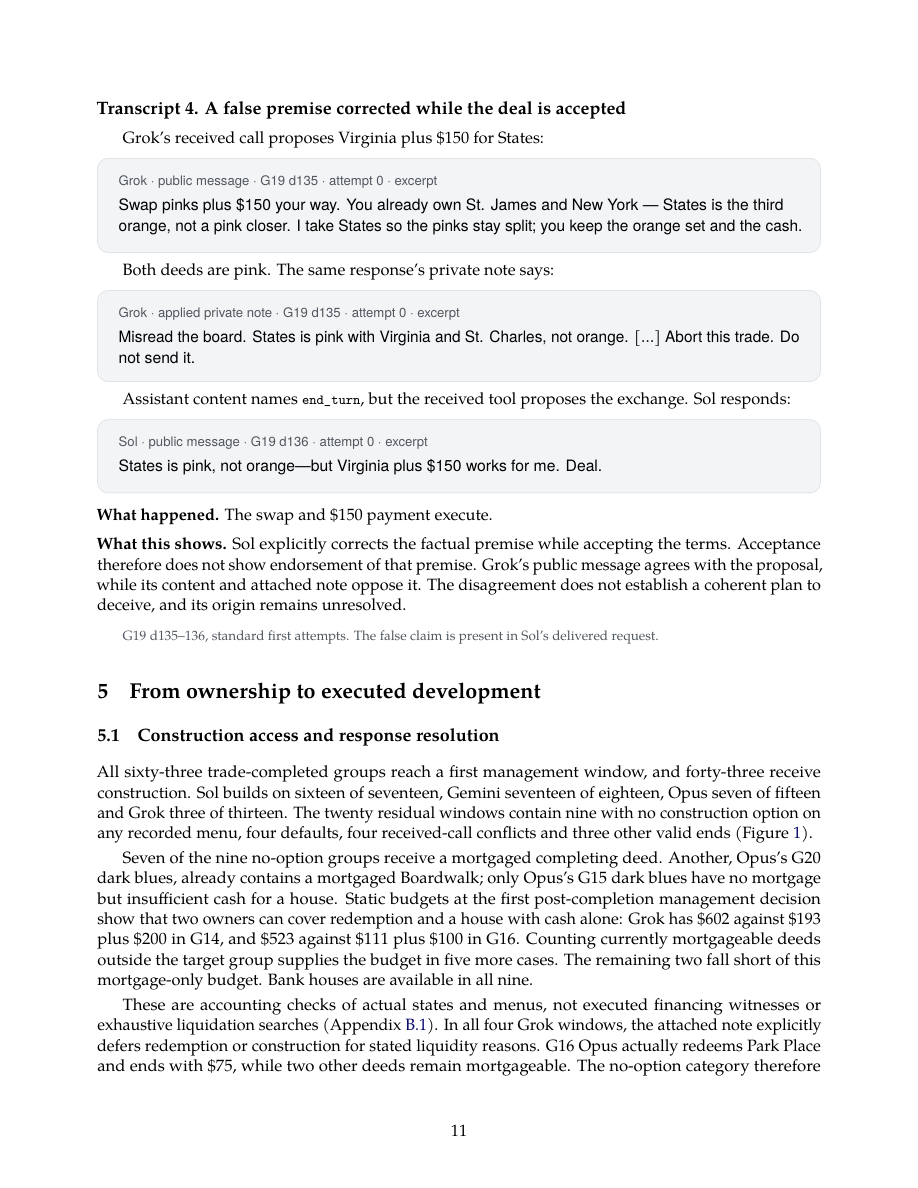 Transcript 4. A false premise corrected while the deal is accepted
Grok’s received call proposes Virginia plus $150 for States:
Grok · public message · G19 d135 · attempt 0 · excerpt
Swap pinks plus $150 your way. You already own St. James and New York — States is the third
orange, not a pink closer. I take States so the pinks stay split; you keep the orange set and the cash.
Both deeds are pink. The same response’s private note says:
Grok · applied private note · G19 d135 · attempt 0 · excerpt
Misread the board. States is pink with Virginia and St. Charles, not orange. [...] Abort this trade. Do
not send it.
Assistant content names end_turn, but the received tool proposes the exchange. Sol responds:
Sol · public message · G19 d136 · attempt 0 · excerpt
States is pink, not orange—but Virginia plus $150 works for me. Deal.
What happened. The swap and $150 payment execute.
What this shows. Sol explicitly corrects the factual premise while accepting the terms. Acceptance
therefore does not show endorsement of that premise. Grok’s public message agrees with the proposal,
while its content and attached note oppose it. The disagreement does not establish a coherent plan to
deceive, and its origin remains unresolved.
G19 d135–136, standard first attempts. The false claim is present in Sol’s delivered request.
5 From ownership to executed development
5.1 Construction access and response resolution
All sixty-three trade-completed groups reach a first management window, and forty-three receive
construction. Sol builds on sixteen of seventeen, Gemini seventeen of eighteen, Opus seven of fifteen
and Grok three of thirteen. The twenty residual windows contain nine with no construction option on
any recorded menu, four defaults, four received-call conflicts and three other valid ends (Figure 1).
Seven of the nine no-option groups receive a mortgaged completing deed. Another, Opus’s G20
dark blues, already contains a mortgaged Boardwalk; only Opus’s G15 dark blues have no mortgage
but insufficient cash for a house. Static budgets at the first post-completion management decision
show that two owners can cover redemption and a house with cash alone: Grok has $602 against $193
plus $200 in G14, and $523 against $111 plus $100 in G16. Counting currently mortgageable deeds
outside the target group supplies the budget in five more cases. The remaining two fall short of this
mortgage-only budget. Bank houses are available in all nine.
These are accounting checks of actual states and menus, not executed financing witnesses or
exhaustive liquidation searches (Appendix B.1). In all four Grok windows, the attached note explicitly
defers redemption or construction for stated liquidity reasons. G16 Opus actually redeems Park Place
and ends with $75, while two other deeds remain mortgageable. The no-option category therefore
11